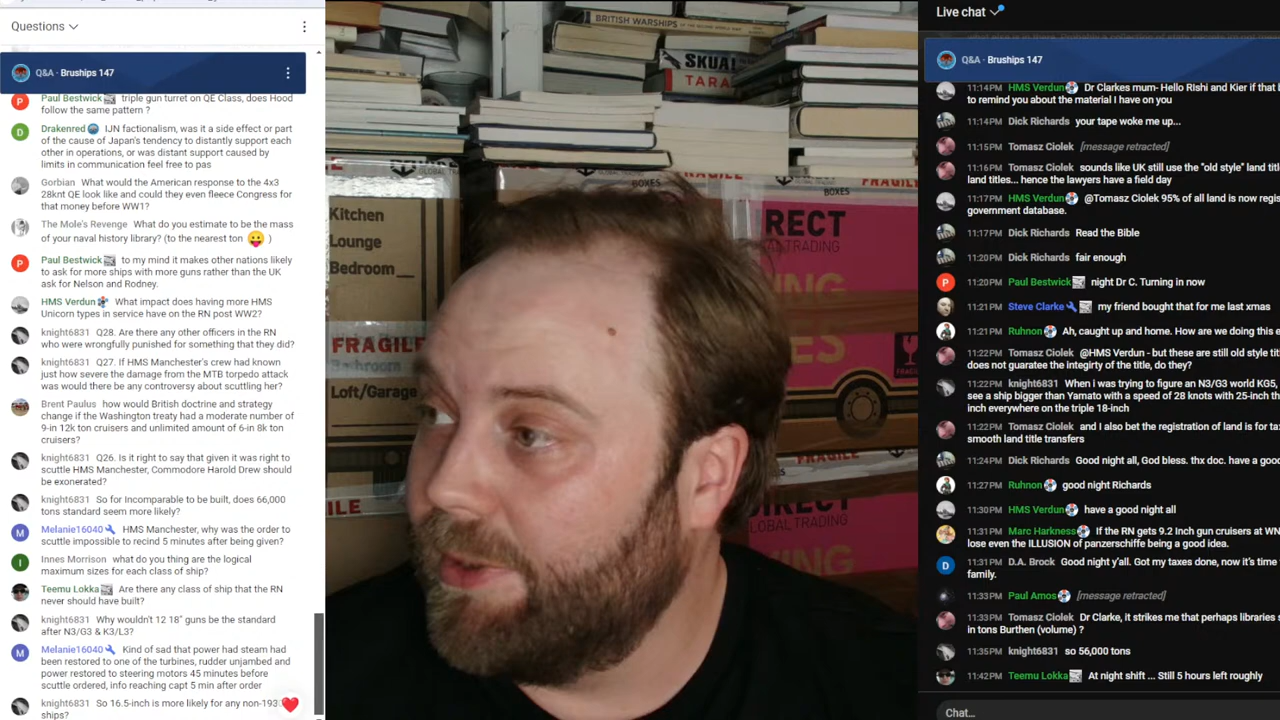 Questions
Q&A · Bruships 147
Paul Bestwick triple gun turret on QE Class, does Hood
follow the same pattern ?
Drakenred IJN factionalism, was it a side effect or part
of the cause of Japan's tendency to distantly support each
other in operations, or was distant support caused by
limits in communication feel free to pas
Gorbian What would the American response to the 4x3
28knt QE look like and could they even fleece Congress for
that money before WW1?
The Mole's Revenge What do you estimate to be the mass
of your naval history library? (to the nearest ton 😛 )
Paul Bestwick to my mind it makes other nations likely
to ask for more ships with more guns rather than the UK
ask for Nelson and Rodney.
HMS Verdun What impact does having more HMS
Unicorn types in service have on the RN post WW2?
knight6831 Q28. Are there any other officers in the RN
who were wrongfully punished for something that they did?
knight6831 Q27. If HMS Manchester's crew had known
just how severe the damage from the MTB torpedo attack
was would there be any controversy about scuttling her?
Brent Paulus how would British doctrine and strategy
change if the Washington treaty had a moderate number of
9-in 12k ton cruisers and unlimited amount of 6-in 8k ton
cruisers?
knight6831 Q26. Is it right to say that given it was right to
scuttle HMS Manchester, Commodore Harold Drew should
be exonerated?
knight6831 So for Incomparable to be built, does 66,000
tons standard seem more likely?
Melanie16040 HMS Manchester, why was the order to
scuttle impossible to recind 5 minutes after being given?
Innes Morrison what do you thing are the logical
maximum sizes for each class of ship?
Teemu Lokka Are there any class of ship that the RN
never should have built?
knight6831 Why wouldn't 12 18" guns be the standard
after N3/G3 & K3/L3?
Melanie16040 Kind of sad that power had steam had
been restored to one of the turbines, rudder unjambed and
power restored to steering motors 45 minutes before
scuttle ordered, info reaching capt 5 min after order
knight6831 So 16.5-inch is more likely for any non-193
ships?
BRITISH WARSHIPS
SKUA
TARA
BOXES
FRAGILE
Kitchen
Lounge
Bedroom
FRAGILE
Bedroom
Loft/Garage
BOXES
FRAGILE
RECT
BAL TRADING
DIRECT
GLOBAL TRADING
Live chat
Q&A · Bruships 147
11:14PM HMS Verdun Dr Clarkes mum- Hello RIshi and Kier if that
to remind you about the material I have on you
11:14PM Dick Richards your tape woke me up...
11:15PM Tomasz Ciolek [message retracted]
11:16PM Tomasz Ciolek sounds like UK still use the "old style" land
land titles... hence the lawyers have a field day
11:17PM HMS Verdun @Tomasz Ciolek 95% of all land is now
government database.
11:17PM Dick Richards Read the Bible
11:20PM Dick Richards fair enough
11:20PM Paul Bestwick night Dr C. Turning in now
11:21PM Steve Clarke my friend bought that for me last xmas
11:21PM Ruhnon Ah, caught up and home. How are we doing this
11:22PM Tomasz Ciolek @HMS Verdun - but these are still old style
does not guaratee the integrity of the title, do they?
11:22PM knight6831 When i was trying to figure an N3/G3 world KG5,
see a ship bigger than Yamato with a speed of 28 knots with 25-inch
inch everywhere on the triple 18-inch
11:22PM Tomasz Ciolek and I also bet the registration of land is for
smooth land title transfers
11:24PM Dick Richards Good night all, God bless. thx doc. have a
11:27PM Ruhnon good night Richards
11:30PM HMS Verdun have a good night all
11:31PM Marc Harkness If the RN gets 9.2 Inch gun cruisers at
lose even the ILLUSION of panzerschiffe being a good idea.
11:31PM D.A. Brock Good night y'all. Got my taxes done, now it's time
family.
11:33PM Paul Amos [message retracted]
11:33PM Tomasz Ciolek Dr Clarke, it strikes me that perhaps libraries
in tons Burthen (volume) ?
11:35PM knight6831 so 56,000 tons
11:42PM Teemu Lokka At night shift ... Still 5 hours left roughly
Chat...